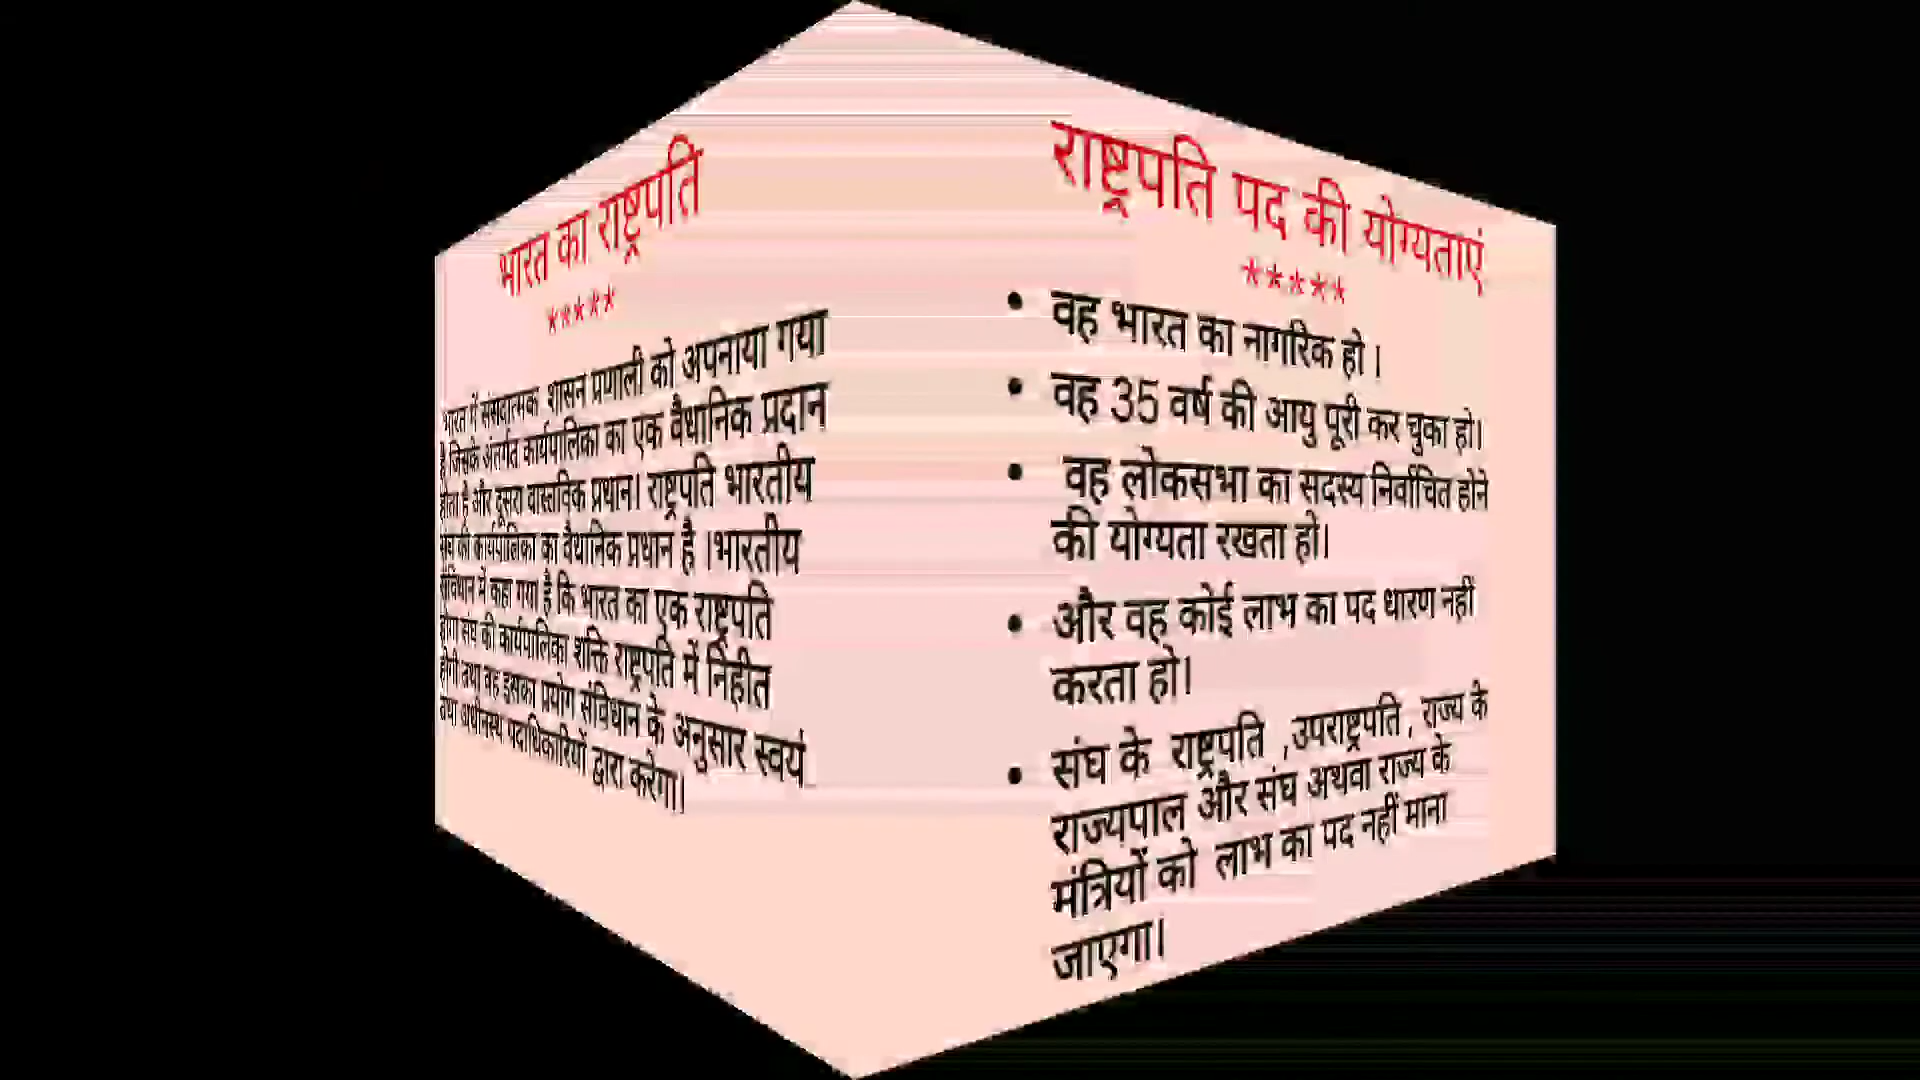 भारत का राष्ट्रपति
*****
भारत में संसदात्मक शासन प्रणाली को अपनाया गया
है जिसके अंतर्गत कार्यपालिका का एक वैधानिक प्रदान
होता है और दूसरा वास्तविक प्रधान। राष्ट्रपति भारतीय
संघ की कार्यपालिका का वैधानिक प्रधान है ।भारतीय
संविधान में कहा गया है कि भारत का एक राष्ट्रपति
होगा संघ की कार्यपालिका शक्ति राष्ट्रपति में निहीत
होगी तथा वह इसका प्रयोग संविधान के अनुसार स्वयं
तथा अधीनस्थ पदाधिकारियों द्वारा करेगा।
राष्ट्रपति पद की योग्यताएं
*****
• वह भारत का नागरिक हो ।
• वह 35 वर्ष की आयु पूरी कर चुका हो।
• वह लोकसभा का सदस्य निर्वाचित होने
की योग्यता रखता हो।
• और वह कोई लाभ का पद धारण नहीं
करता हो।
• संघ के राष्ट्रपति ,उपराष्ट्रपति , राज्य के
राज्यपाल और संघ अथवा राज्य के
मंत्रियों को लाभ का पद नहीं माना
जाएगा।